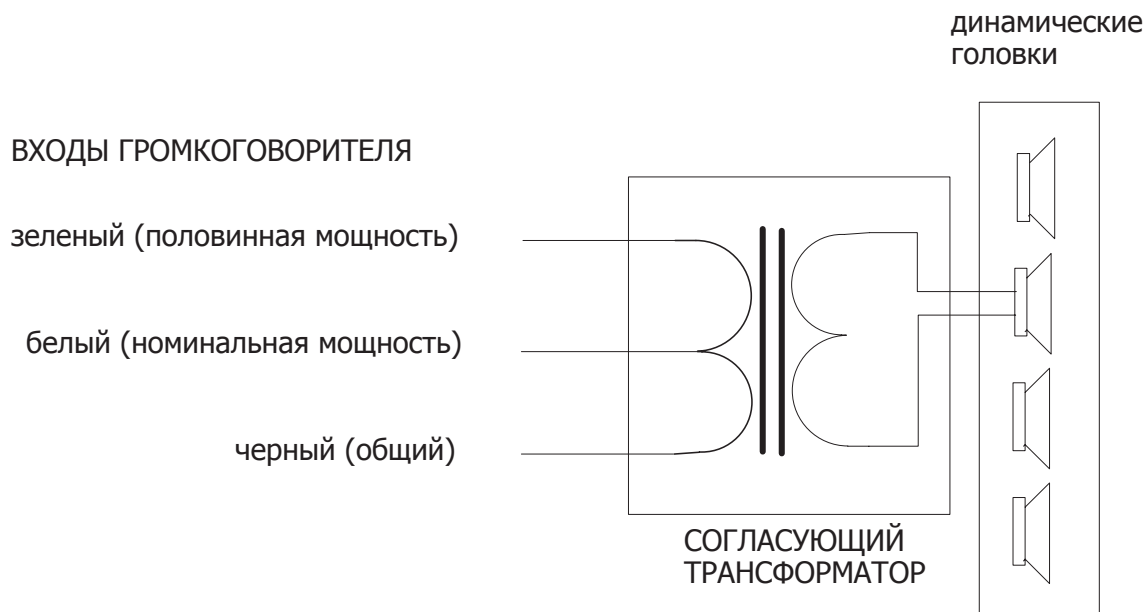 динамические
головки
ВХОДЫ ГРОМКОГОВОРИТЕЛЯ
зеленый (половинная мощность)
белый (номинальная мощность)
черный (общий)
СОГЛАСУЮЩИЙ
ТРАНСФОРМАТОР